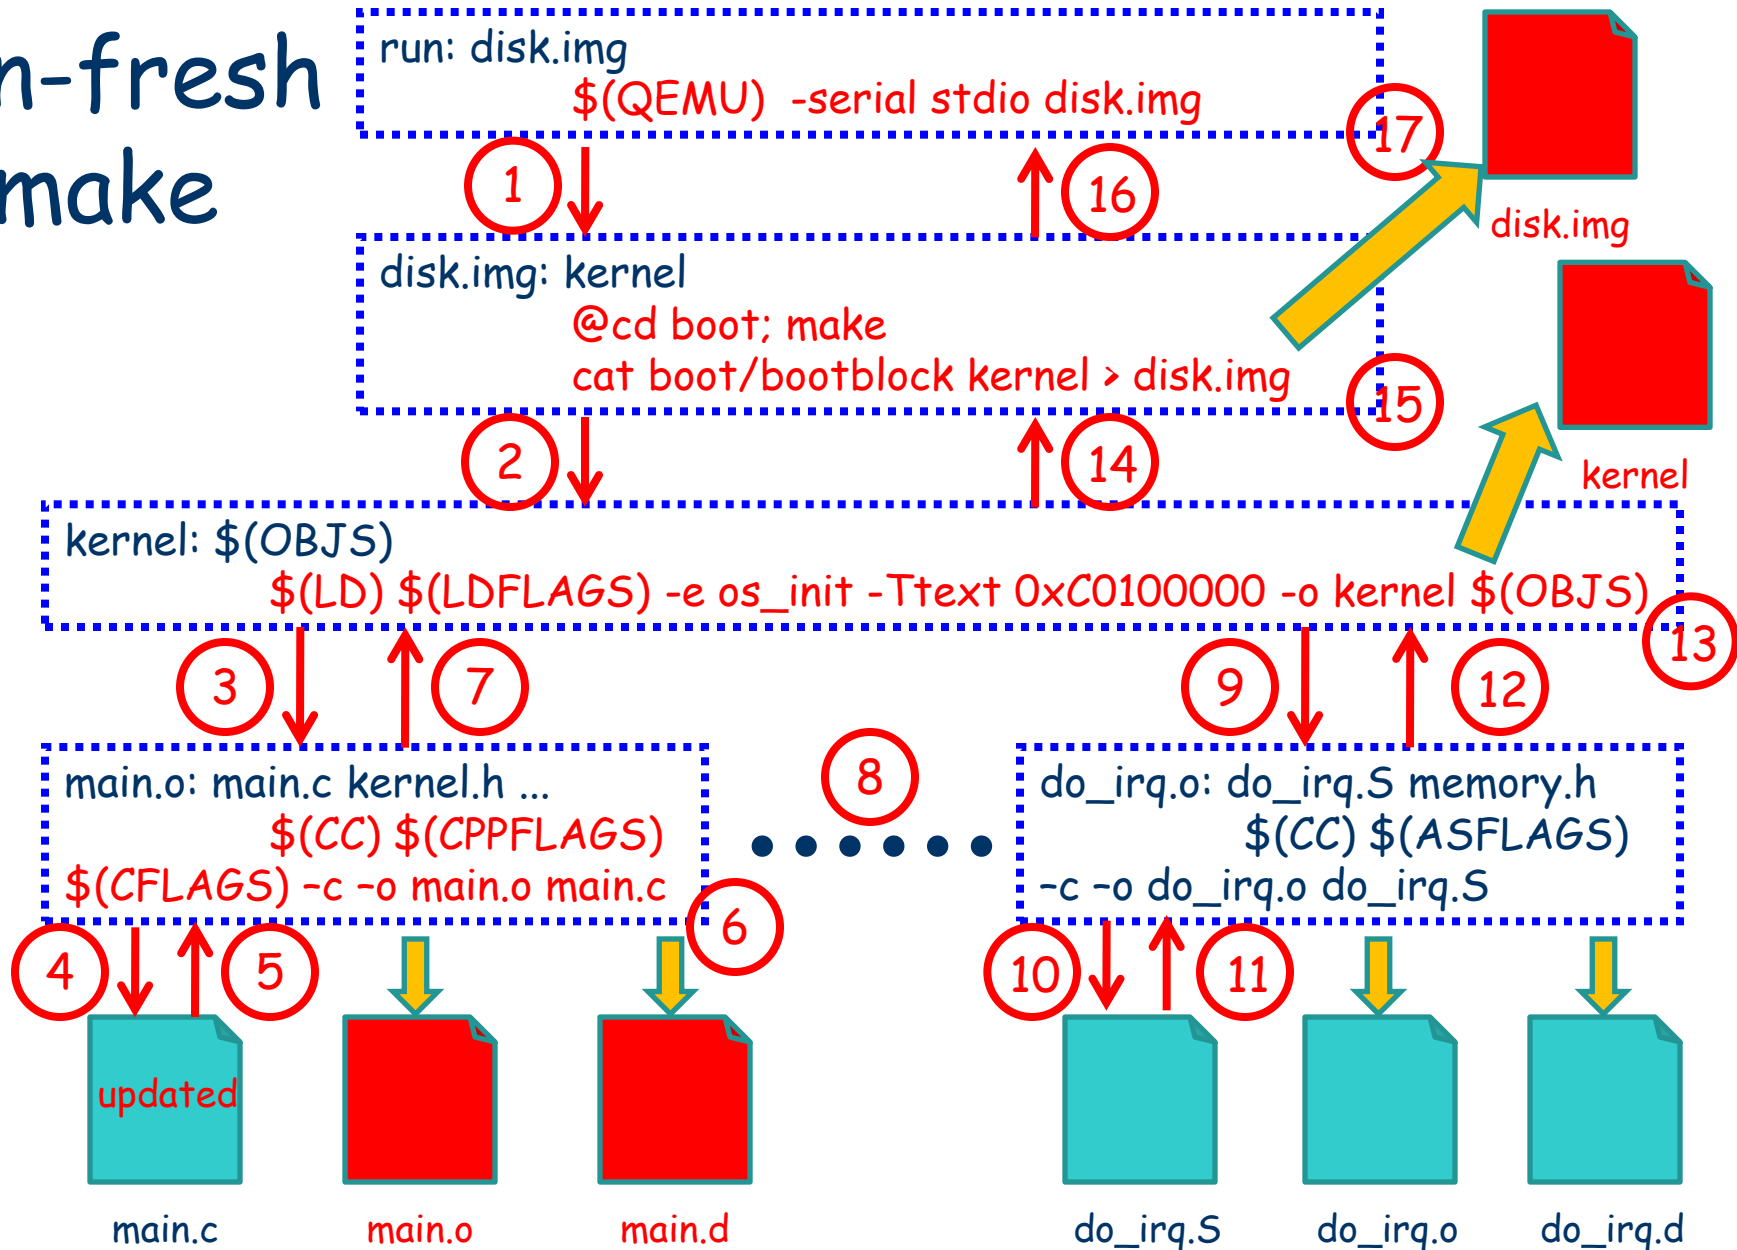 n-fresh
make
run: disk.img
$(QEMU) -serial stdio disk.img
17
1
16
disk.img
disk.img: kernel
@cd boot; make
cat boot/bootblock kernel > disk.img
15
2
14
kernel
kernel: $(OBJS)
$(LD) $(LDFLAGS) -e os_init -Ttext 0xC0100000 -o kernel $(OBJS)
13
3
7
9
12
8
main.o: main.c kernel.h ...
$(CC) $(CPPFLAGS)
$(CFLAGS) –c –o main.o main.c
6
do_irq.o: do_irq.S memory.h
$(CC) $(ASFLAGS)
–c –o do_irq.o do_irq.S
4
5
10
11
updated
main.c
main.o
main.d
do_irq.S
do_irq.o
do_irq.d